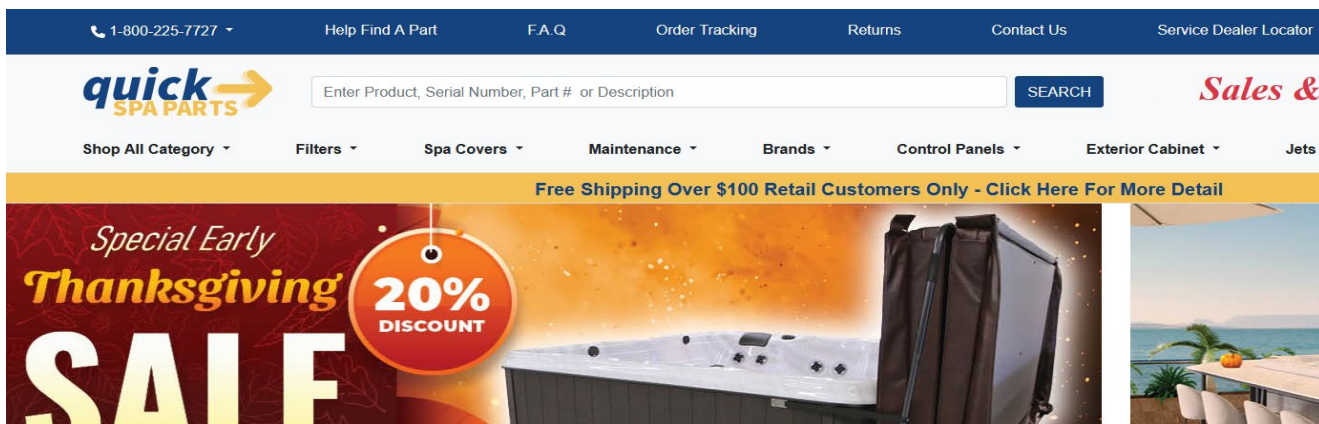 1-800-225-7727
Help Find A Part
F.A.Q
Order Tracking
Returns
Contact Us
Service Dealer Locator
quick
SPA PARTS
Enter Product, Serial Number, Part # or Description
SEARCH
Sales &
Shop All Category
Filters
Spa Covers
Maintenance
Brands
Control Panels
Exterior Cabinet
Jets
Free Shipping Over $100 Retail Customers Only - Click Here For More Detail
Special Early
Thanksgiving
SALE
20%
DISCOUNT